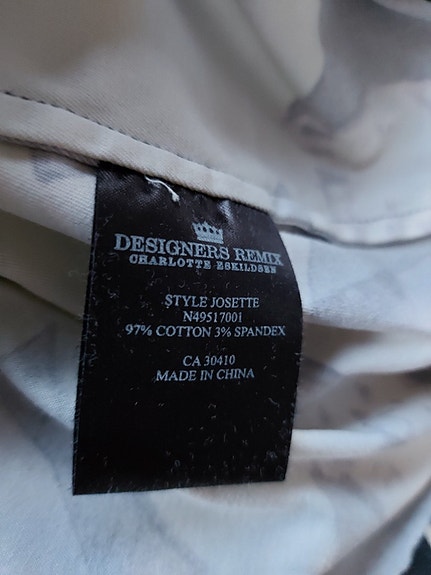 DESIGNERS REMIX
CHARLOTTE ESKILDSEN
STYLE JOSETTE
N49517001
97% COTTON 3% SPANDEX
CA 30410
MADE IN CHINA